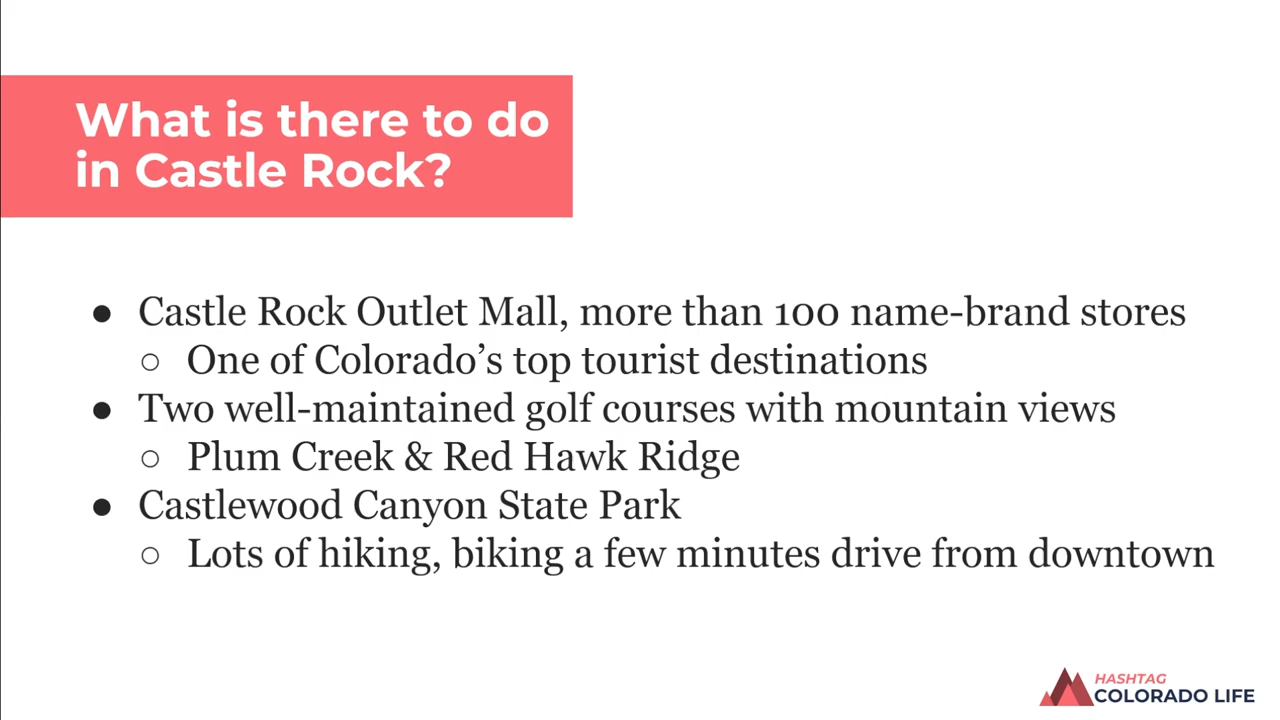 What is there to do
in Castle Rock?
● Castle Rock Outlet Mall, more than 100 name-brand stores
○ One of Colorado’s top tourist destinations
● Two well-maintained golf courses with mountain views
○ Plum Creek & Red Hawk Ridge
● Castlewood Canyon State Park
○ Lots of hiking, biking a few minutes drive from downtown
HASHTAG
COLORADO LIFE